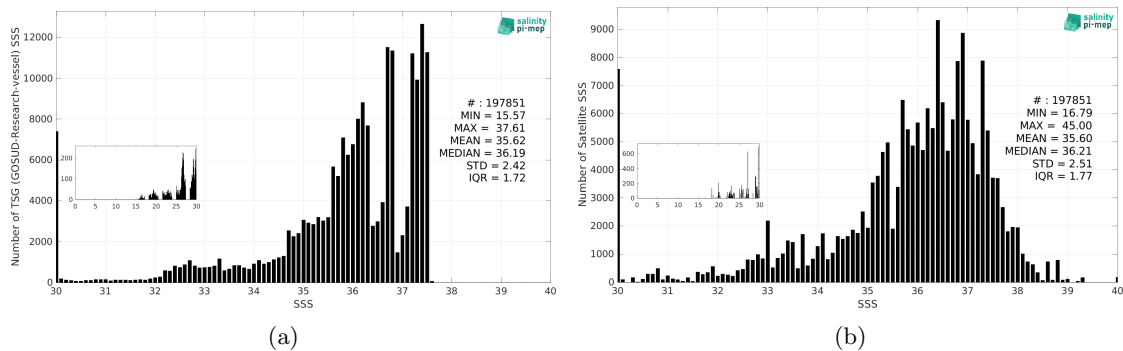 salinity
pi-mep
Number of TSG (GOSUD-Research-vessel) SSS
12000
10000
8000
6000
4000
2000
0
# : 197851
MIN = 15.57
MAX = 37.61
MEAN = 35.62
MEDIAN = 36.19
STD = 2.42
IQR = 1.72
200
100
0
0 5 10 15 20 25 30
30 31 32 33 34 35 36 37 38 39 40
SSS
(a)
salinity
pi-mep
Number of Satellite SSS
9000
8000
7000
6000
5000
4000
3000
2000
1000
0
# : 197851
MIN = 16.79
MAX = 45.00
MEAN = 35.60
MEDIAN = 36.21
STD = 2.51
IQR = 1.77
600
400
200
0
0 5 10 15 20 25 30
30 31 32 33 34 35 36 37 38 39 40
SSS
(b)